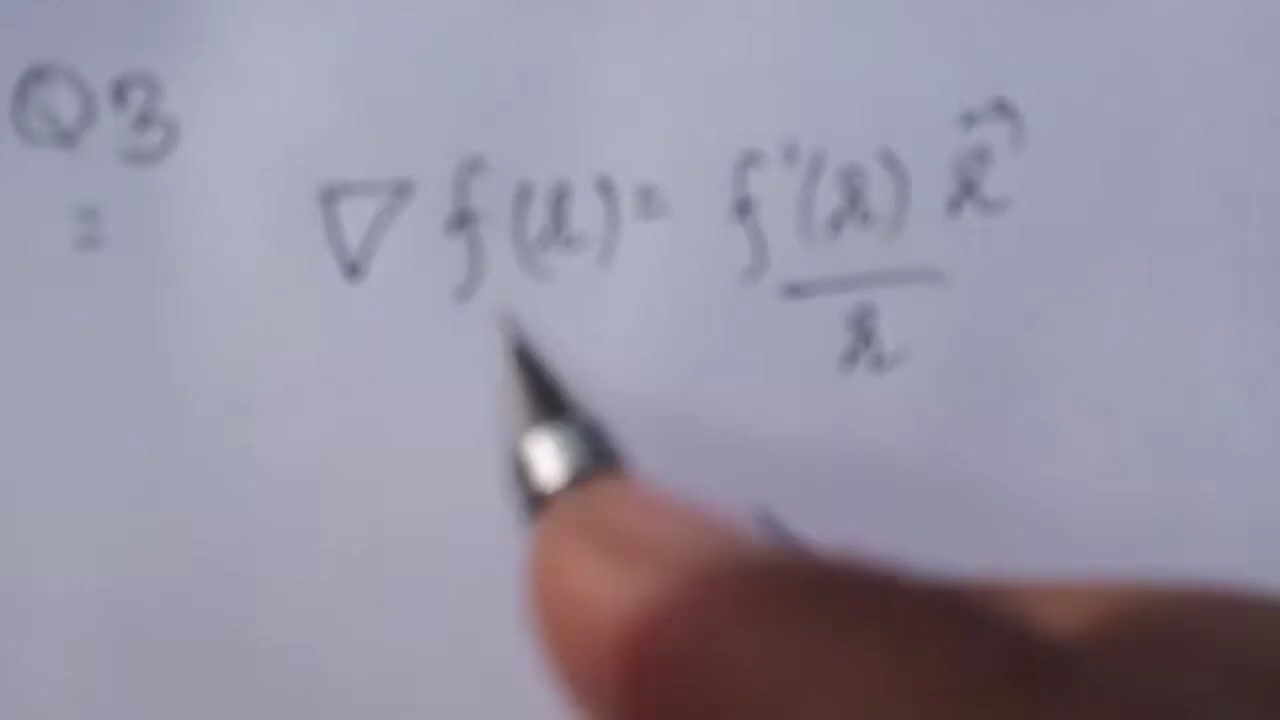 Q3
= ∇ f(r) = f'(r) r⃗
r